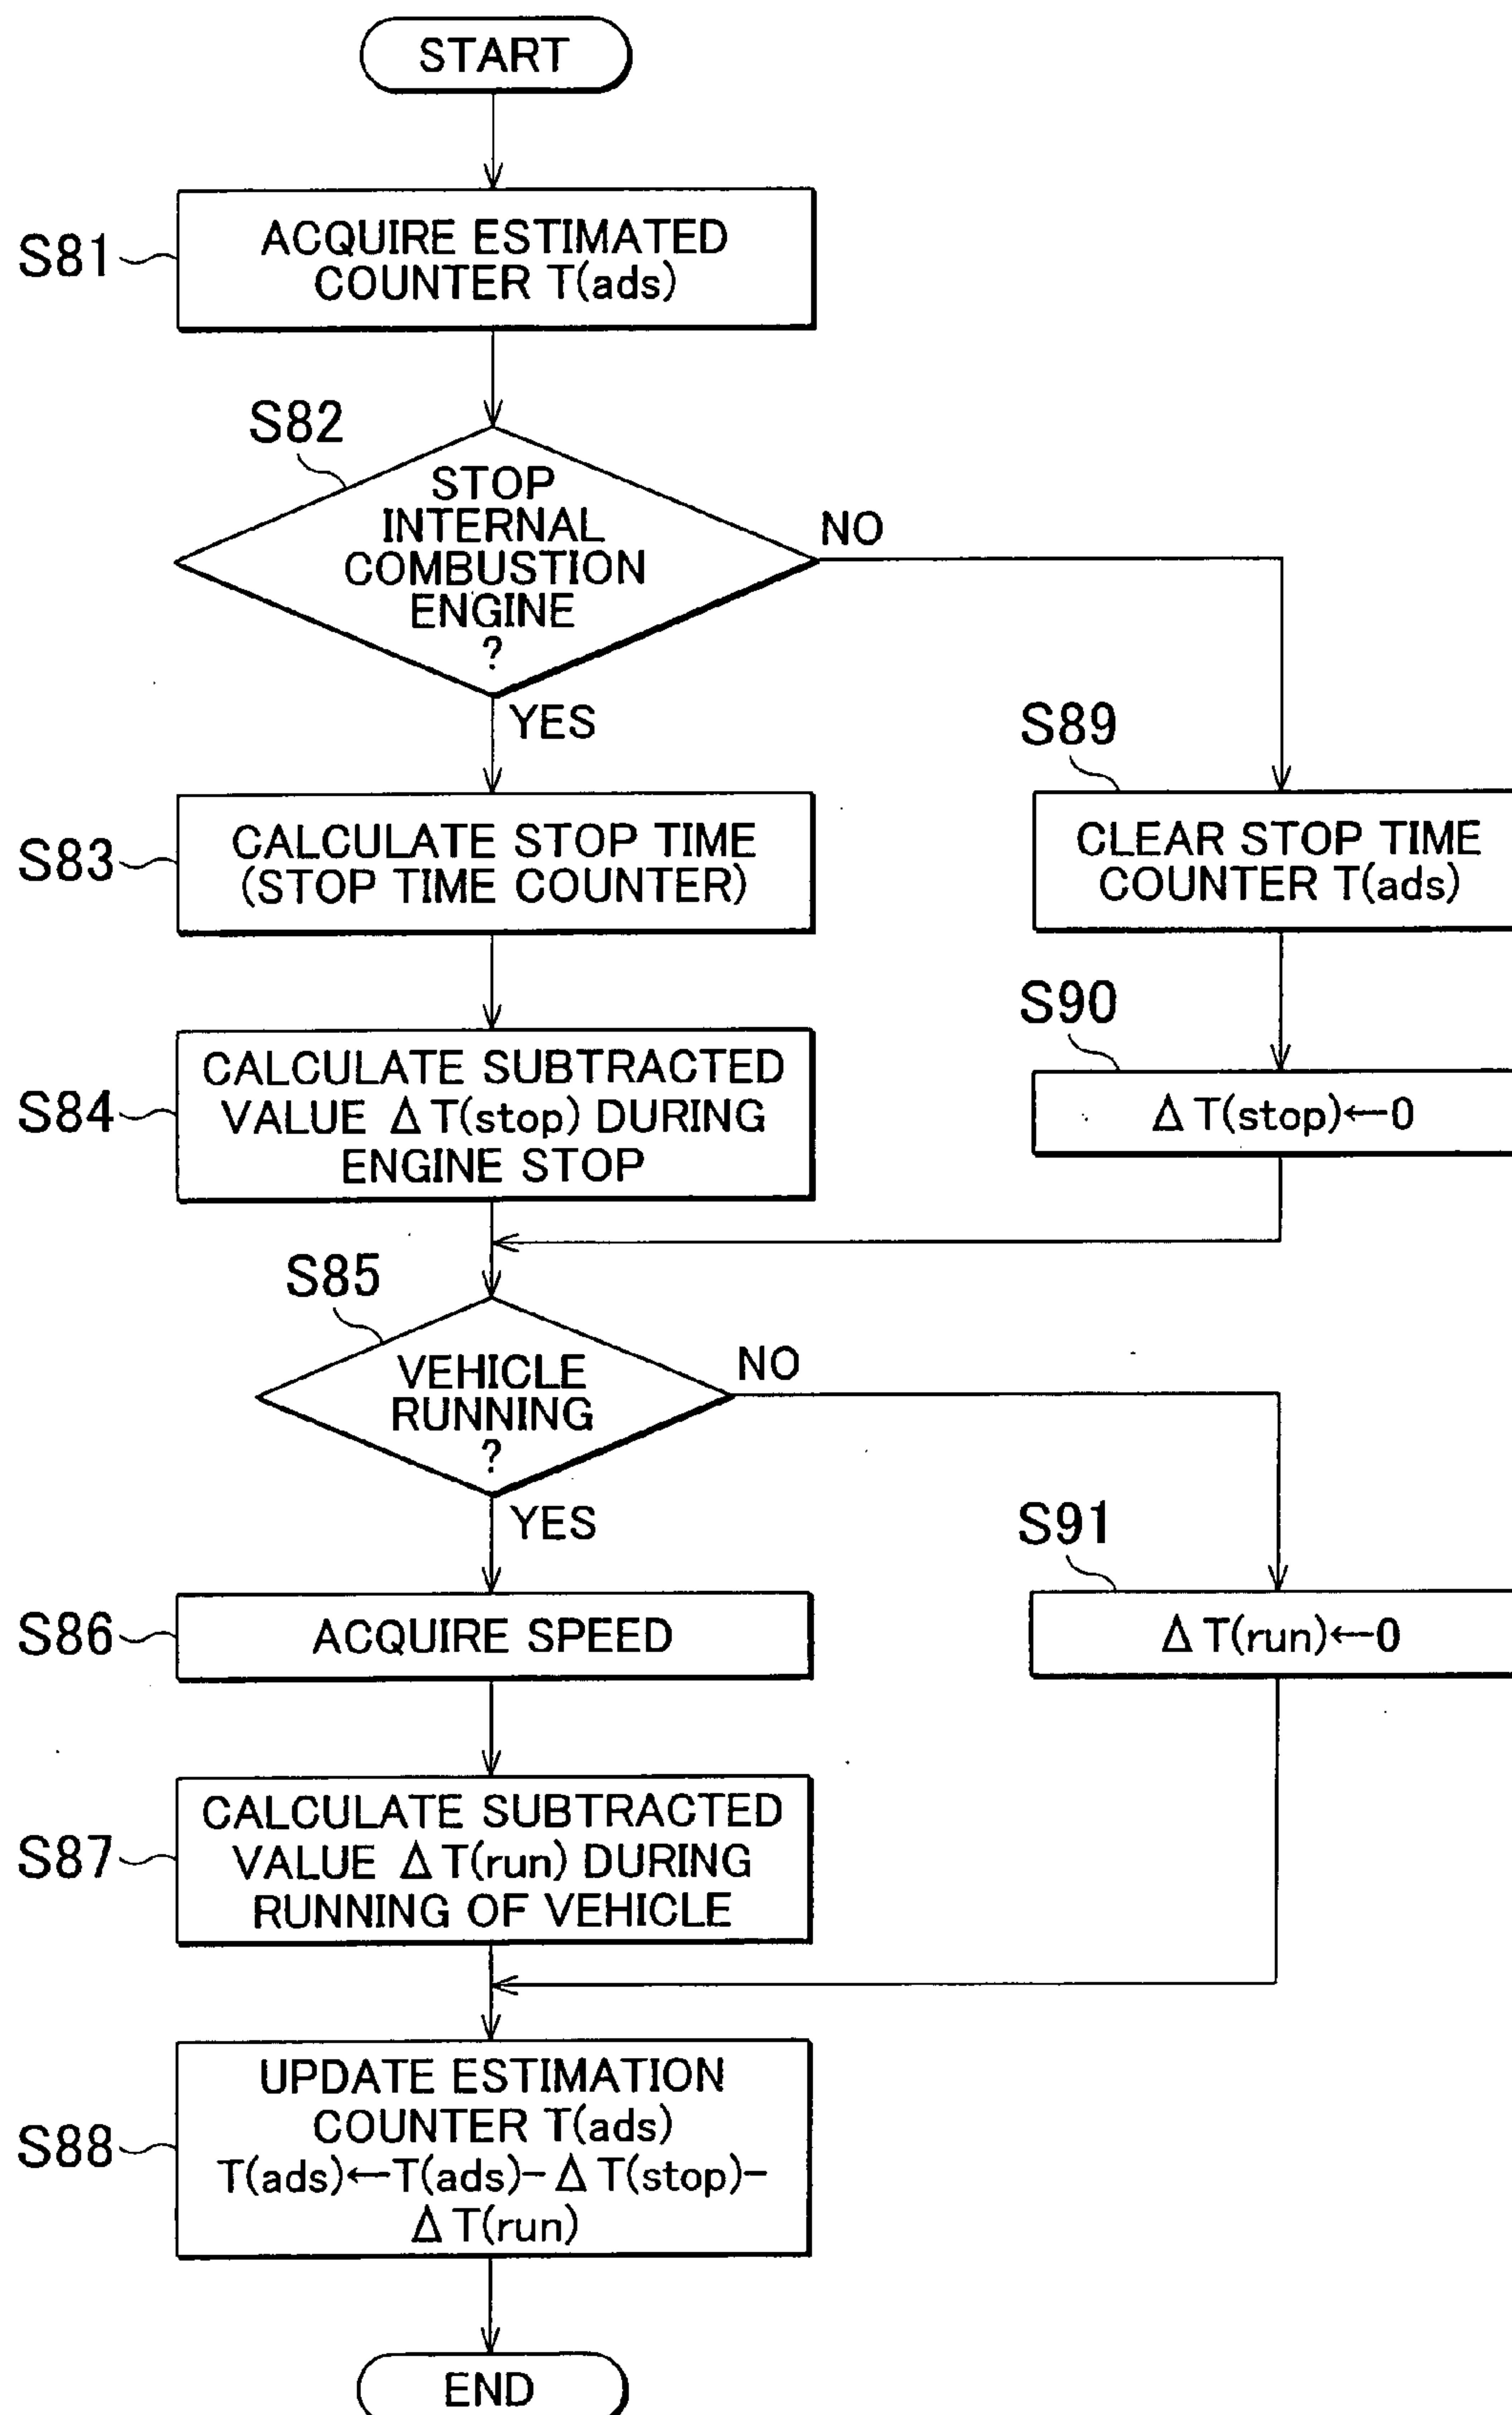 START
S81
ACQUIRE ESTIMATED
COUNTER T(ads)
S82
STOP
INTERNAL
COMBUSTION
ENGINE
?
NO
YES
S83
CALCULATE STOP TIME
(STOP TIME COUNTER)
S89
CLEAR STOP TIME
COUNTER T(ads)
S84
CALCULATE SUBTRACTED
VALUE ΔT(stop) DURING
ENGINE STOP
S90
ΔT(stop)←0
S85
VEHICLE
RUNNING
?
NO
YES
S86
ACQUIRE SPEED
S91
ΔT(run)←0
S87
CALCULATE SUBTRACTED
VALUE ΔT(run) DURING
RUNNING OF VEHICLE
S88
UPDATE ESTIMATION
COUNTER T(ads)
T(ads)←T(ads)-ΔT(stop)-
ΔT(run)
END